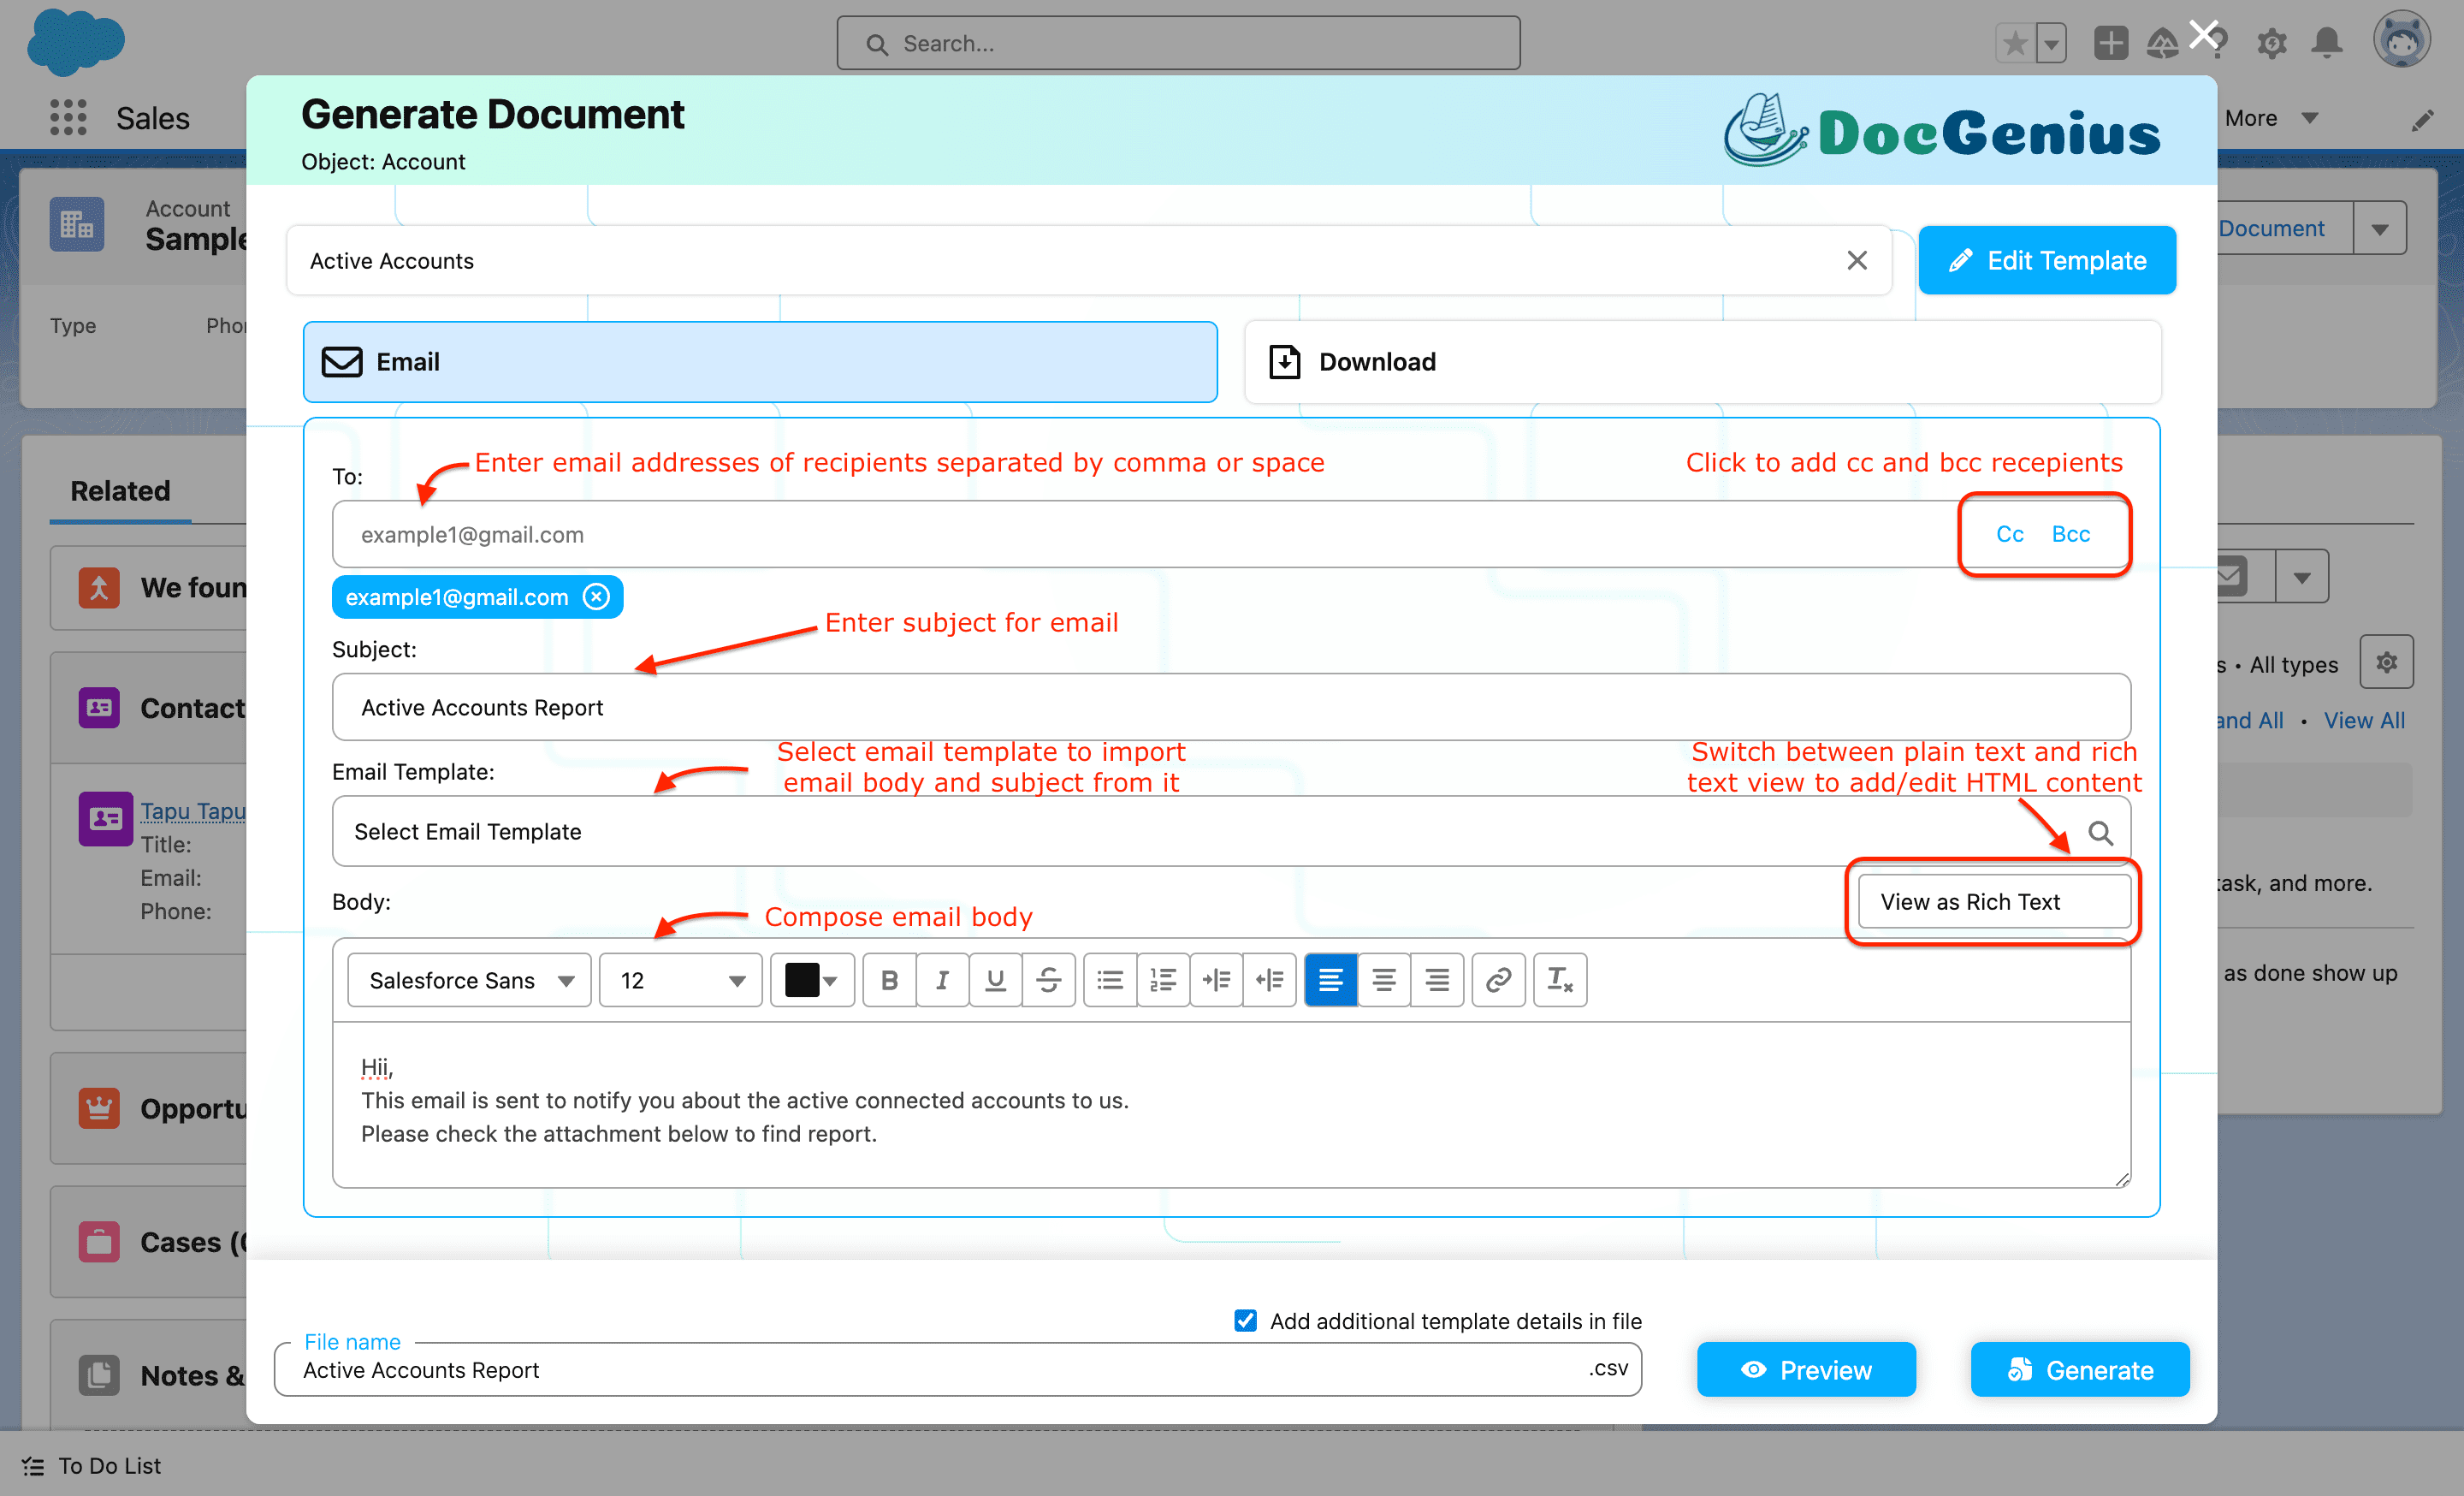 Search...
Sales
More
Generate Document
DocGenius
Object: Account
Account
Sample
Document
Active Accounts
Edit Template
Type
Phon
Email
Download
Enter email addresses of recipients separated by comma or space
Click to add cc and bcc recepients
To:
Related
example1@gmail.com
Cc Bcc
We foun
example1@gmail.com
Enter subject for email
Subject:
s • All types
Contact
Active Accounts Report
and All • View All
Select email template to import
email body and subject from it
Switch between plain text and rich
text view to add/edit HTML content
Email Template:
Tapu Tapu
Select Email Template
Title:
Email:
Phone:
task, and more.
Body:
View as Rich Text
Compose email body
Salesforce Sans
12
as done show up
Hii,
This email is sent to notify you about the active connected accounts to us.
Please check the attachment below to find report.
Opportu
Cases (
Add additional template details in file
File name
Active Accounts Report
.csv
Preview
Generate
Notes &
To Do List